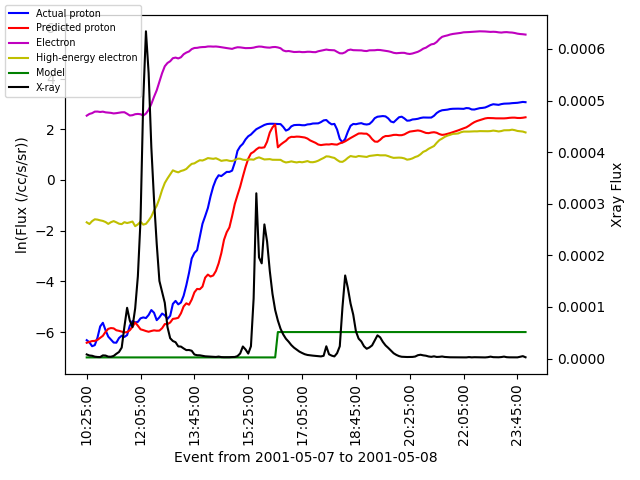 Actual proton
Predicted proton
Electron
High-energy electron
Model
X-ray
4
2
0
−2
−4
−6
ln(Flux (/cc/s/sr))
0.0006
0.0005
0.0004
0.0003
0.0002
0.0001
0.0000
Xray Flux
10:25:00
12:05:00
13:45:00
15:25:00
17:05:00
18:45:00
20:25:00
22:05:00
23:45:00
Event from 2001-05-07 to 2001-05-08